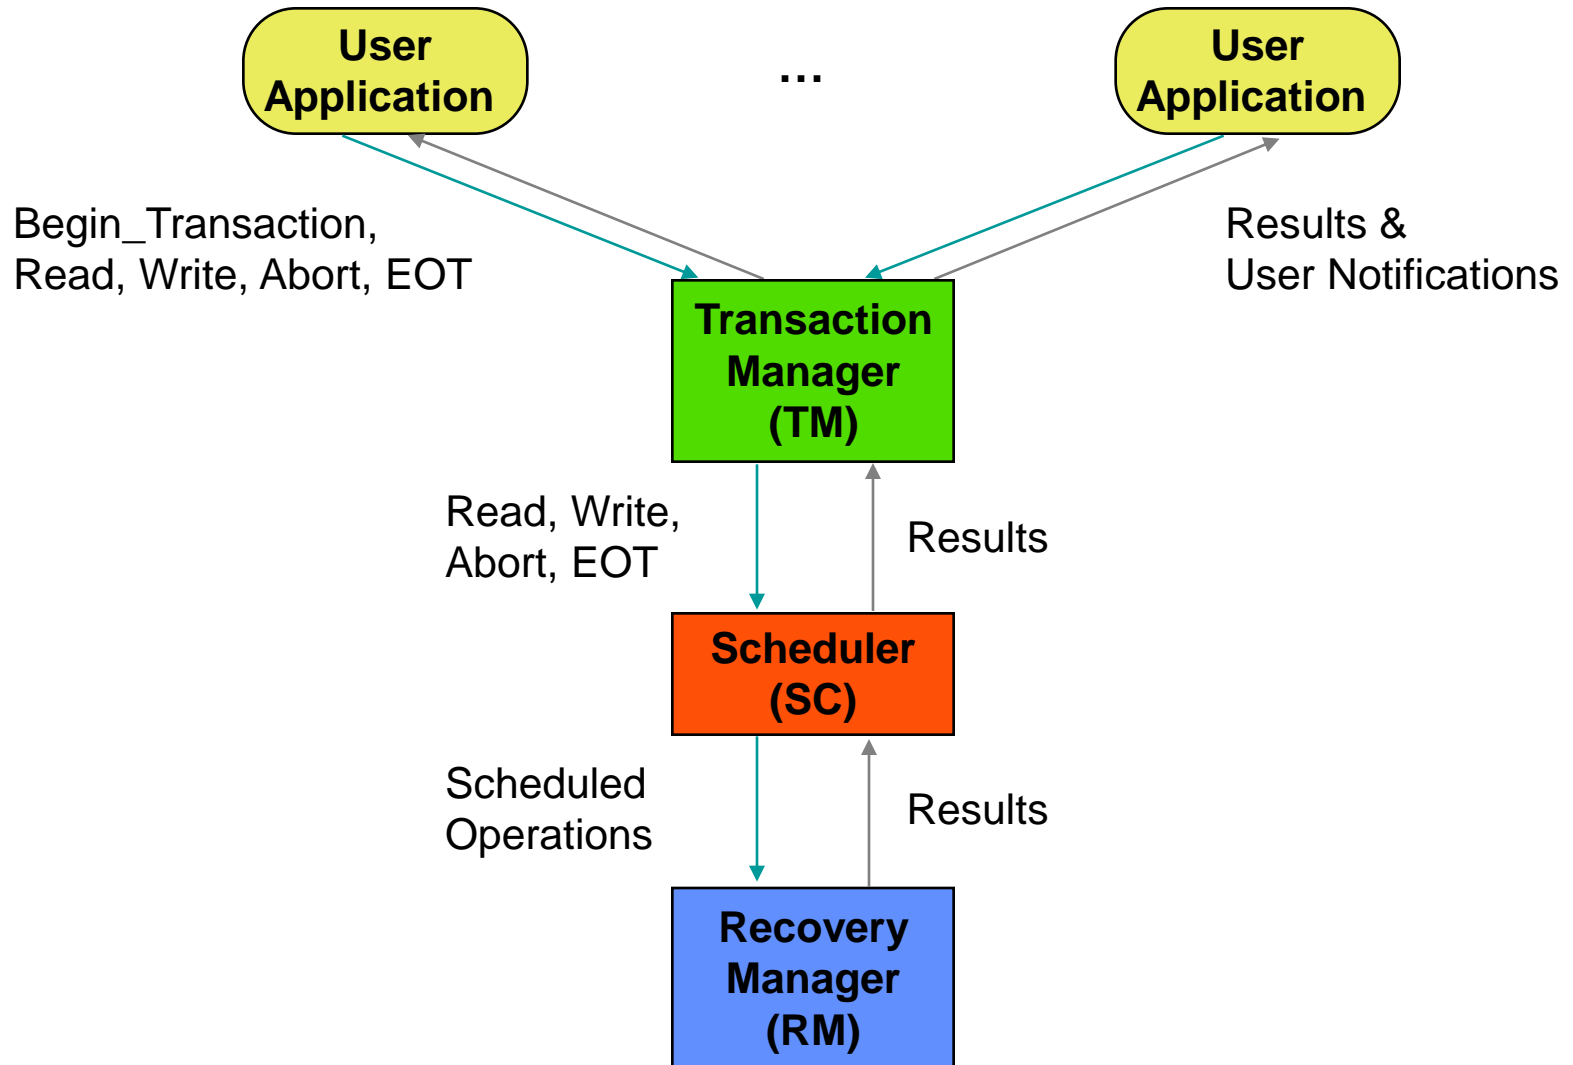 User
Application
...
User
Application
Begin_Transaction,
Read, Write, Abort, EOT
Results &
User Notifications
Transaction
Manager
(TM)
Read, Write,
Abort, EOT
Results
Scheduler
(SC)
Scheduled
Operations
Results
Recovery
Manager
(RM)